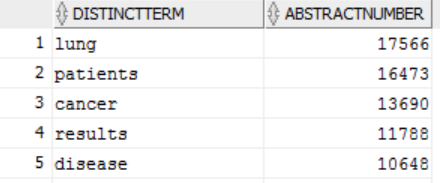 DISTINCTTERM ABSTRACTNUMBER
1 lung 17566
2 patients 16473
3 cancer 13690
4 results 11788
5 disease 10648